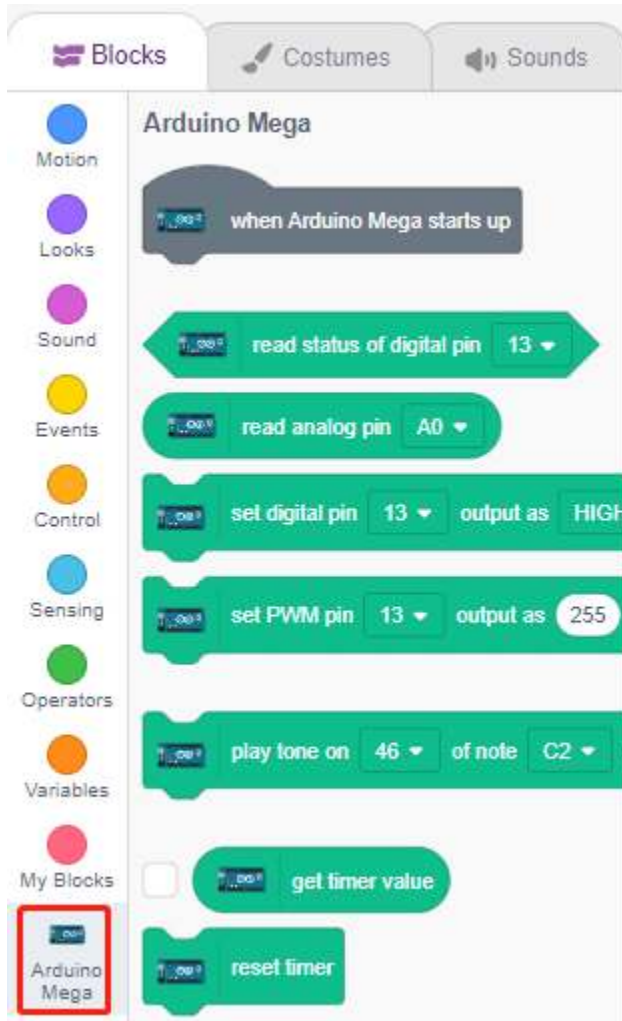 Blocks
Costumes
Sounds
Motion
Looks
Sound
Events
Control
Sensing
Operators
Variables
My Blocks
Arduino
Mega
Arduino Mega
when Arduino Mega starts up
read status of digital pin 13
read analog pin A0
set digital pin 13 output as HIGH
set PWM pin 13 output as 255
play tone on 46 of note C2
get timer value
reset timer